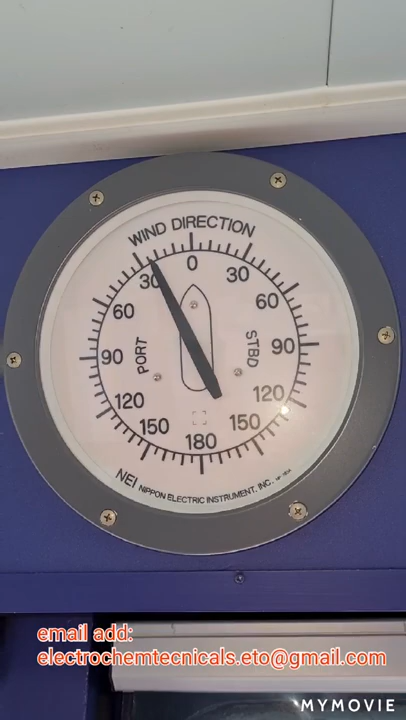 WIND DIRECTION
0
30 30
60 60
90 90
PORT STBD
120 120
150 150
180
NEI NIPPON ELECTRIC INSTRUMENT, INC.
email add:
electrochemtecnicals.eto@gmail.com
MYMOVIE